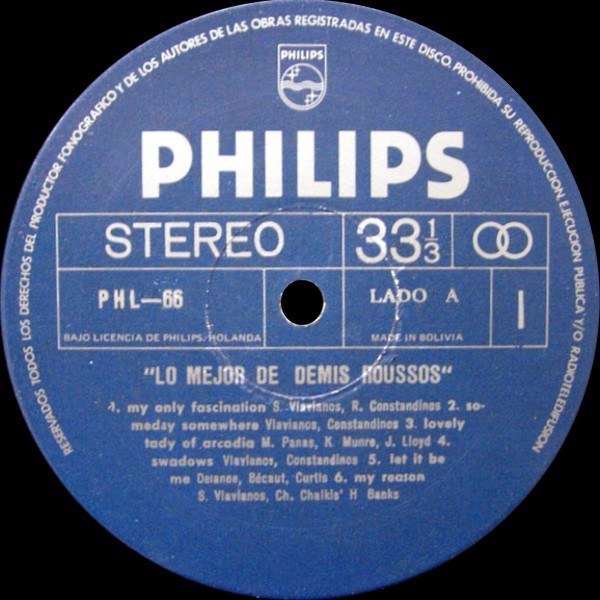 RESERVADOS TODOS LOS DERECHOS DEL PRODUCTOR FONOGRAFICO Y DE LOS AUTORES DE LAS OBRAS REGISTRADAS EN ESTE DISCO. PROHIBIDA SU REPRODUCCION, EJECUCION PUBLICA Y/O RADIOTELEDIFUSION
PHILIPS
PHILIPS
STEREO 33 1/3
PHL—66 LADO A I
BAJO LICENCIA DE PHILIPS/HOLANDA MADE IN BOLIVIA
"LO MEJOR DE DEMIS ROUSSOS"
1. my only fascination S. Vlavianos, R. Constandinos 2. so-
meday somewhere Vlavianos, Constandinos 3. lovely
lady of arcadia M. Panas, K Munro, J. Lloyd 4.
swadows Vlavianos, Constandinos 5. let it be
me Deranoe, Bécaut, Curtis 6. my reason
S. Vlavianos, Ch. Chalkis' H Banks